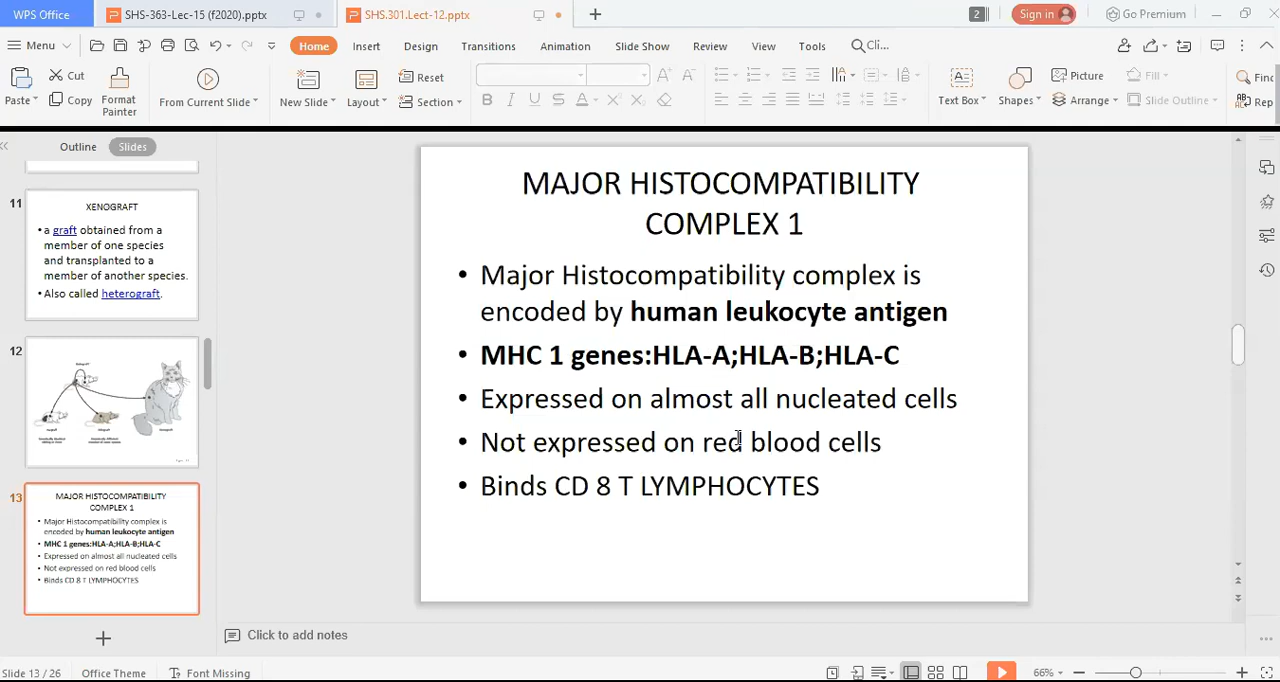 WPS Office
SHS-363-Lec-15 (f2020).pptx
SHS.301.Lect-12.pptx
2
Sign in
Go Premium
Menu
Home
Insert
Design
Transitions
Animation
Slide Show
Review
View
Tools
Cli...
Paste
Cut
Copy
Format
Painter
From Current Slide
New Slide
Layout
Reset
Section
B I U S A
Text Box
Shapes
Picture
Arrange
Fill
Slide Outline
Find
Rep
Outline
Slides
11
XENOGRAFT
•a graft obtained from a
member of one species
and transplanted to a
member of another species.
•Also called heterograft.
12
13
MAJOR HISTOCOMPATIBILITY
COMPLEX 1
• Major Histocompatibility complex is
encoded by human leukocyte antigen
• MHC 1 genes:HLA-A;HLA-B;HLA-C
• Expressed on almost all nucleated cells
• Not expressed on red blood cells
• Binds CD 8 T LYMPHOCYTES
MAJOR HISTOCOMPATIBILITY
COMPLEX 1
• Major Histocompatibility complex is
encoded by human leukocyte antigen
• MHC 1 genes:HLA-A;HLA-B;HLA-C
• Expressed on almost all nucleated cells
• Not expressed on red blood cells
• Binds CD 8 T LYMPHOCYTES
Click to add notes
Slide 13 / 26
Office Theme
Font Missing
66%